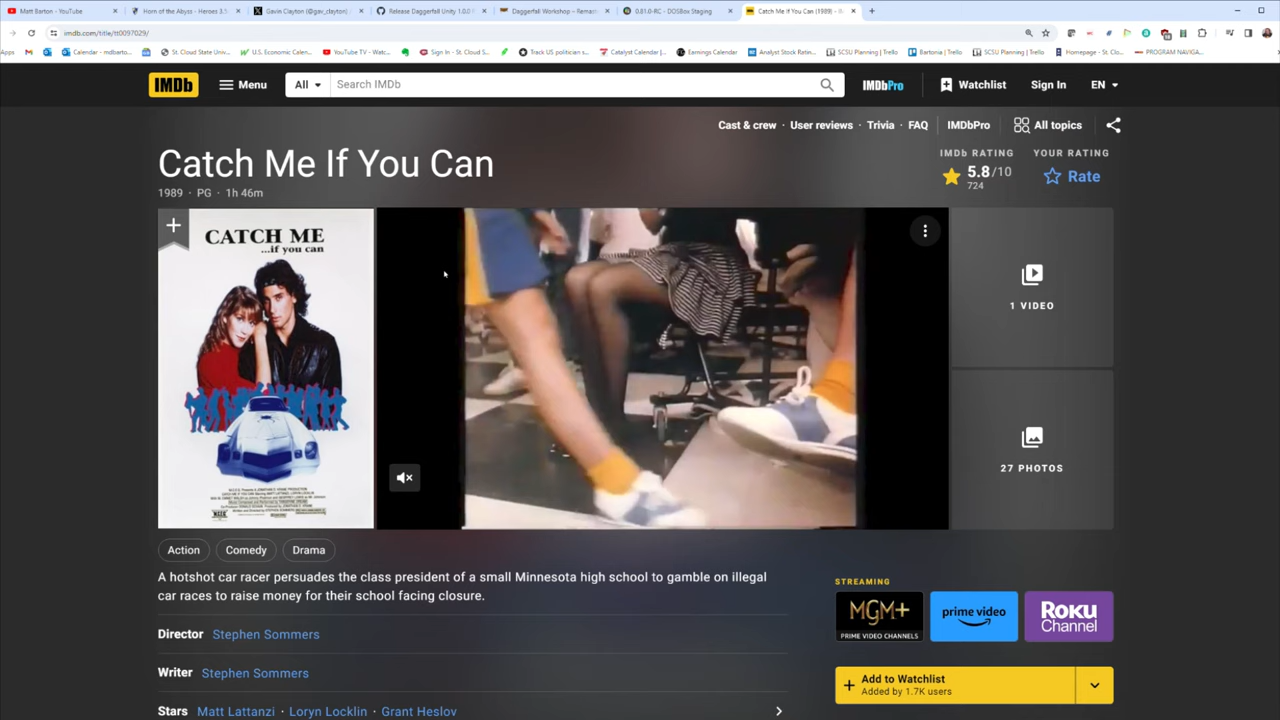 Matt Barton - YouTube
Horn of the Abyss - Heroes 3.5
Gavin Clayton (@gav_clayton)
Release Daggerfall Unity 1.0.0
Daggerfall Workshop – Remast
0.81.0-RC - DOSBox Staging
Catch Me If You Can (1989) - IM
imdb.com/title/tt0097029/
Apps
Calendar - mdbarto...
St. Cloud State Univ...
U.S. Economic Calen...
YouTube TV - Watc...
Sign In - St. Cloud S...
Track US politician s...
Catalyst Calendar |...
Earnings Calendar
Analyst Stock Ratin...
SCSU Planning | Trello
Bartonia | Trello
SCSU Planning | Trello
Homepage - St. Clo...
PROGRAM NAVIGA...
IMDb
Menu
All
Search IMDb
IMDbPro
Watchlist
Sign In
EN
Cast & crew · User reviews · Trivia · FAQ
IMDbPro
All topics
Catch Me If You Can
1989 · PG · 1h 46m
IMDb RATING
5.8/10
724
YOUR RATING
Rate
CATCH ME
...if you can
1 VIDEO
27 PHOTOS
Action
Comedy
Drama
A hotshot car racer persuades the class president of a small Minnesota high school to gamble on illegal
car races to raise money for their school facing closure.
Director Stephen Sommers
Writer Stephen Sommers
Stars Matt Lattanzi · Loryn Locklin · Grant Heslov
STREAMING
MGM+
PRIME VIDEO CHANNELS
prime video
Roku
Channel
Add to Watchlist
Added by 1.7K users